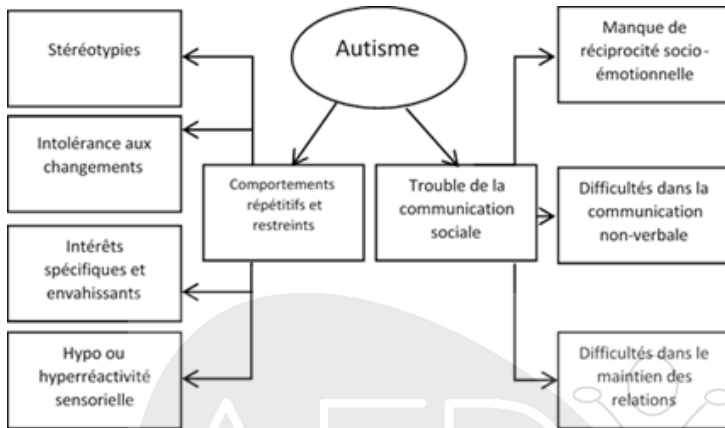 Autisme
Stéréotypies
Intolérance aux
changements
Intérêts
spécifiques et
envahissants
Hypo ou
hyperréactivité
sensorielle
Comportements
répétitifs et
restreints
Trouble de la
communication
sociale
Manque de
réciprocité socio-
émotionnelle
Difficultés dans la
communication
non-verbale
Difficultés dans le
maintien des
relations